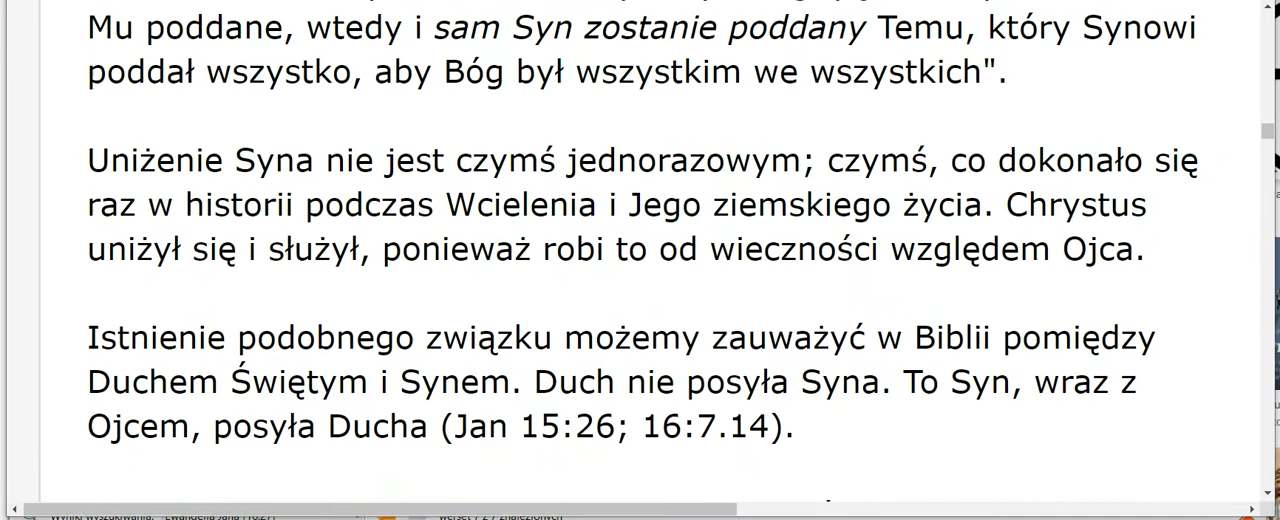 Mu poddane, wtedy i sam Syn zostanie poddany Temu, który Synowi
poddał wszystko, aby Bóg był wszystkim we wszystkich".
Uniżenie Syna nie jest czymś jednorazowym; czymś, co dokonało się
raz w historii podczas Wcielenia i Jego ziemskiego życia. Chrystus
uniżył się i służył, ponieważ robi to od wieczności względem Ojca.
Istnienie podobnego związku możemy zauważyć w Biblii pomiędzy
Duchem Świętym i Synem. Duch nie posyła Syna. To Syn, wraz z
Ojcem, posyła Ducha (Jan 15:26; 16:7.14).